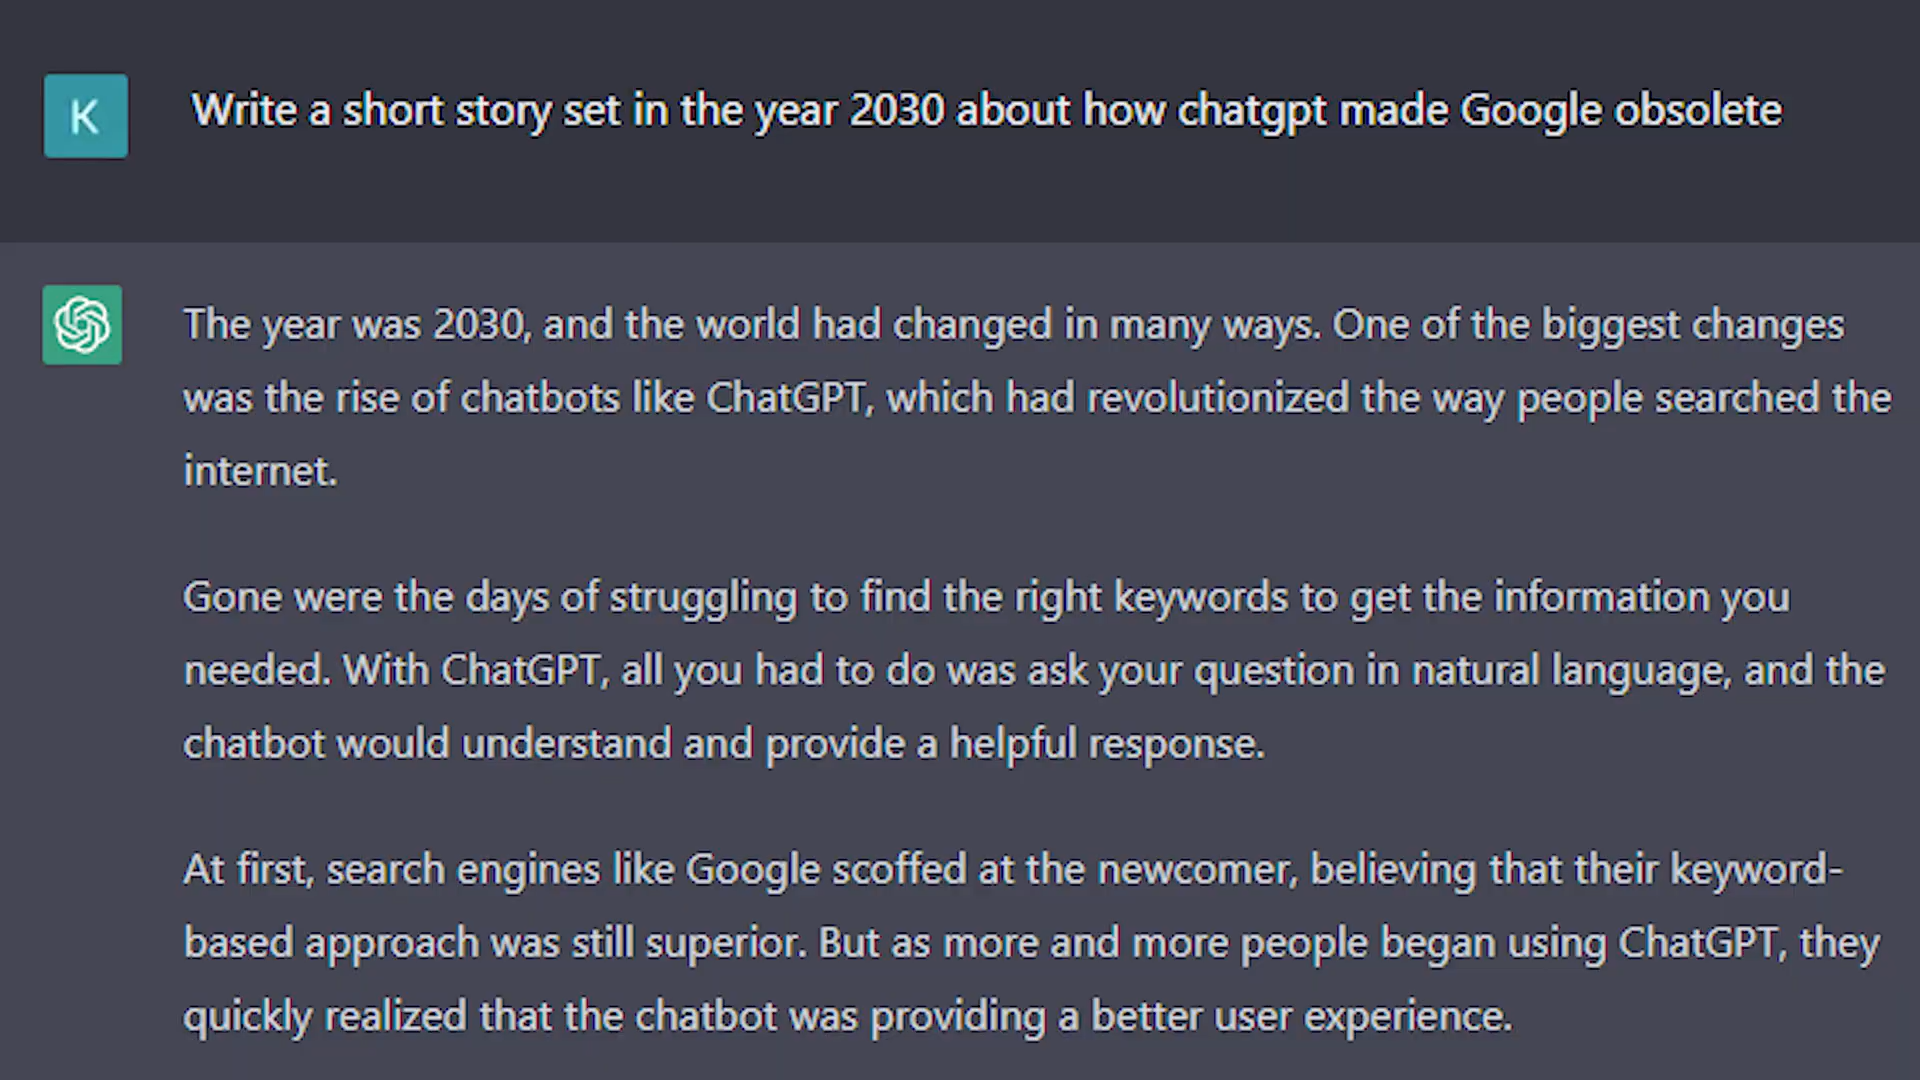 K
Write a short story set in the year 2030 about how chatgpt made Google obsolete
The year was 2030, and the world had changed in many ways. One of the biggest changes
was the rise of chatbots like ChatGPT, which had revolutionized the way people searched the
internet.
Gone were the days of struggling to find the right keywords to get the information you
needed. With ChatGPT, all you had to do was ask your question in natural language, and the
chatbot would understand and provide a helpful response.
At first, search engines like Google scoffed at the newcomer, believing that their keyword-
based approach was still superior. But as more and more people began using ChatGPT, they
quickly realized that the chatbot was providing a better user experience.